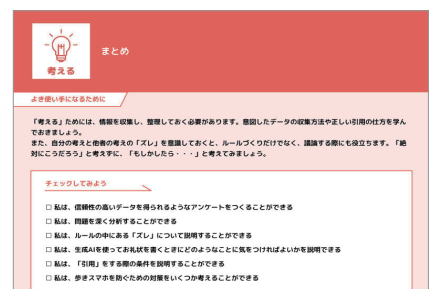 考える
まとめ
よき使い手になるために
「考える」ためには、情報を収集し、整理しておく必要があります。意図したデータの収集方法や正しい引用の仕方を学ん
でおきましょう。
また、自分の考えと他者の考えの「ズレ」を意識しておくと、ルールづくりだけでなく、議論する際にも役立ちます。「絶
対にこうだろう」と考えずに、「もしかしたら・・・」と考えてみましょう。
チェックしてみよう
□ 私は、信頼性の高いデータを得られるようなアンケートをつくることができる
□ 私は、問題を深く分析することができる
□ 私は、ルールの中にある「ズレ」について説明することができる
□ 私は、生成AIを使ってお礼状を書くときにどのようなことに気をつければよいかを説明できる
□ 私は、「引用」をする際の条件を説明することができる
□ 私は、歩きスマホを防ぐための対策をいくつか考えることができる